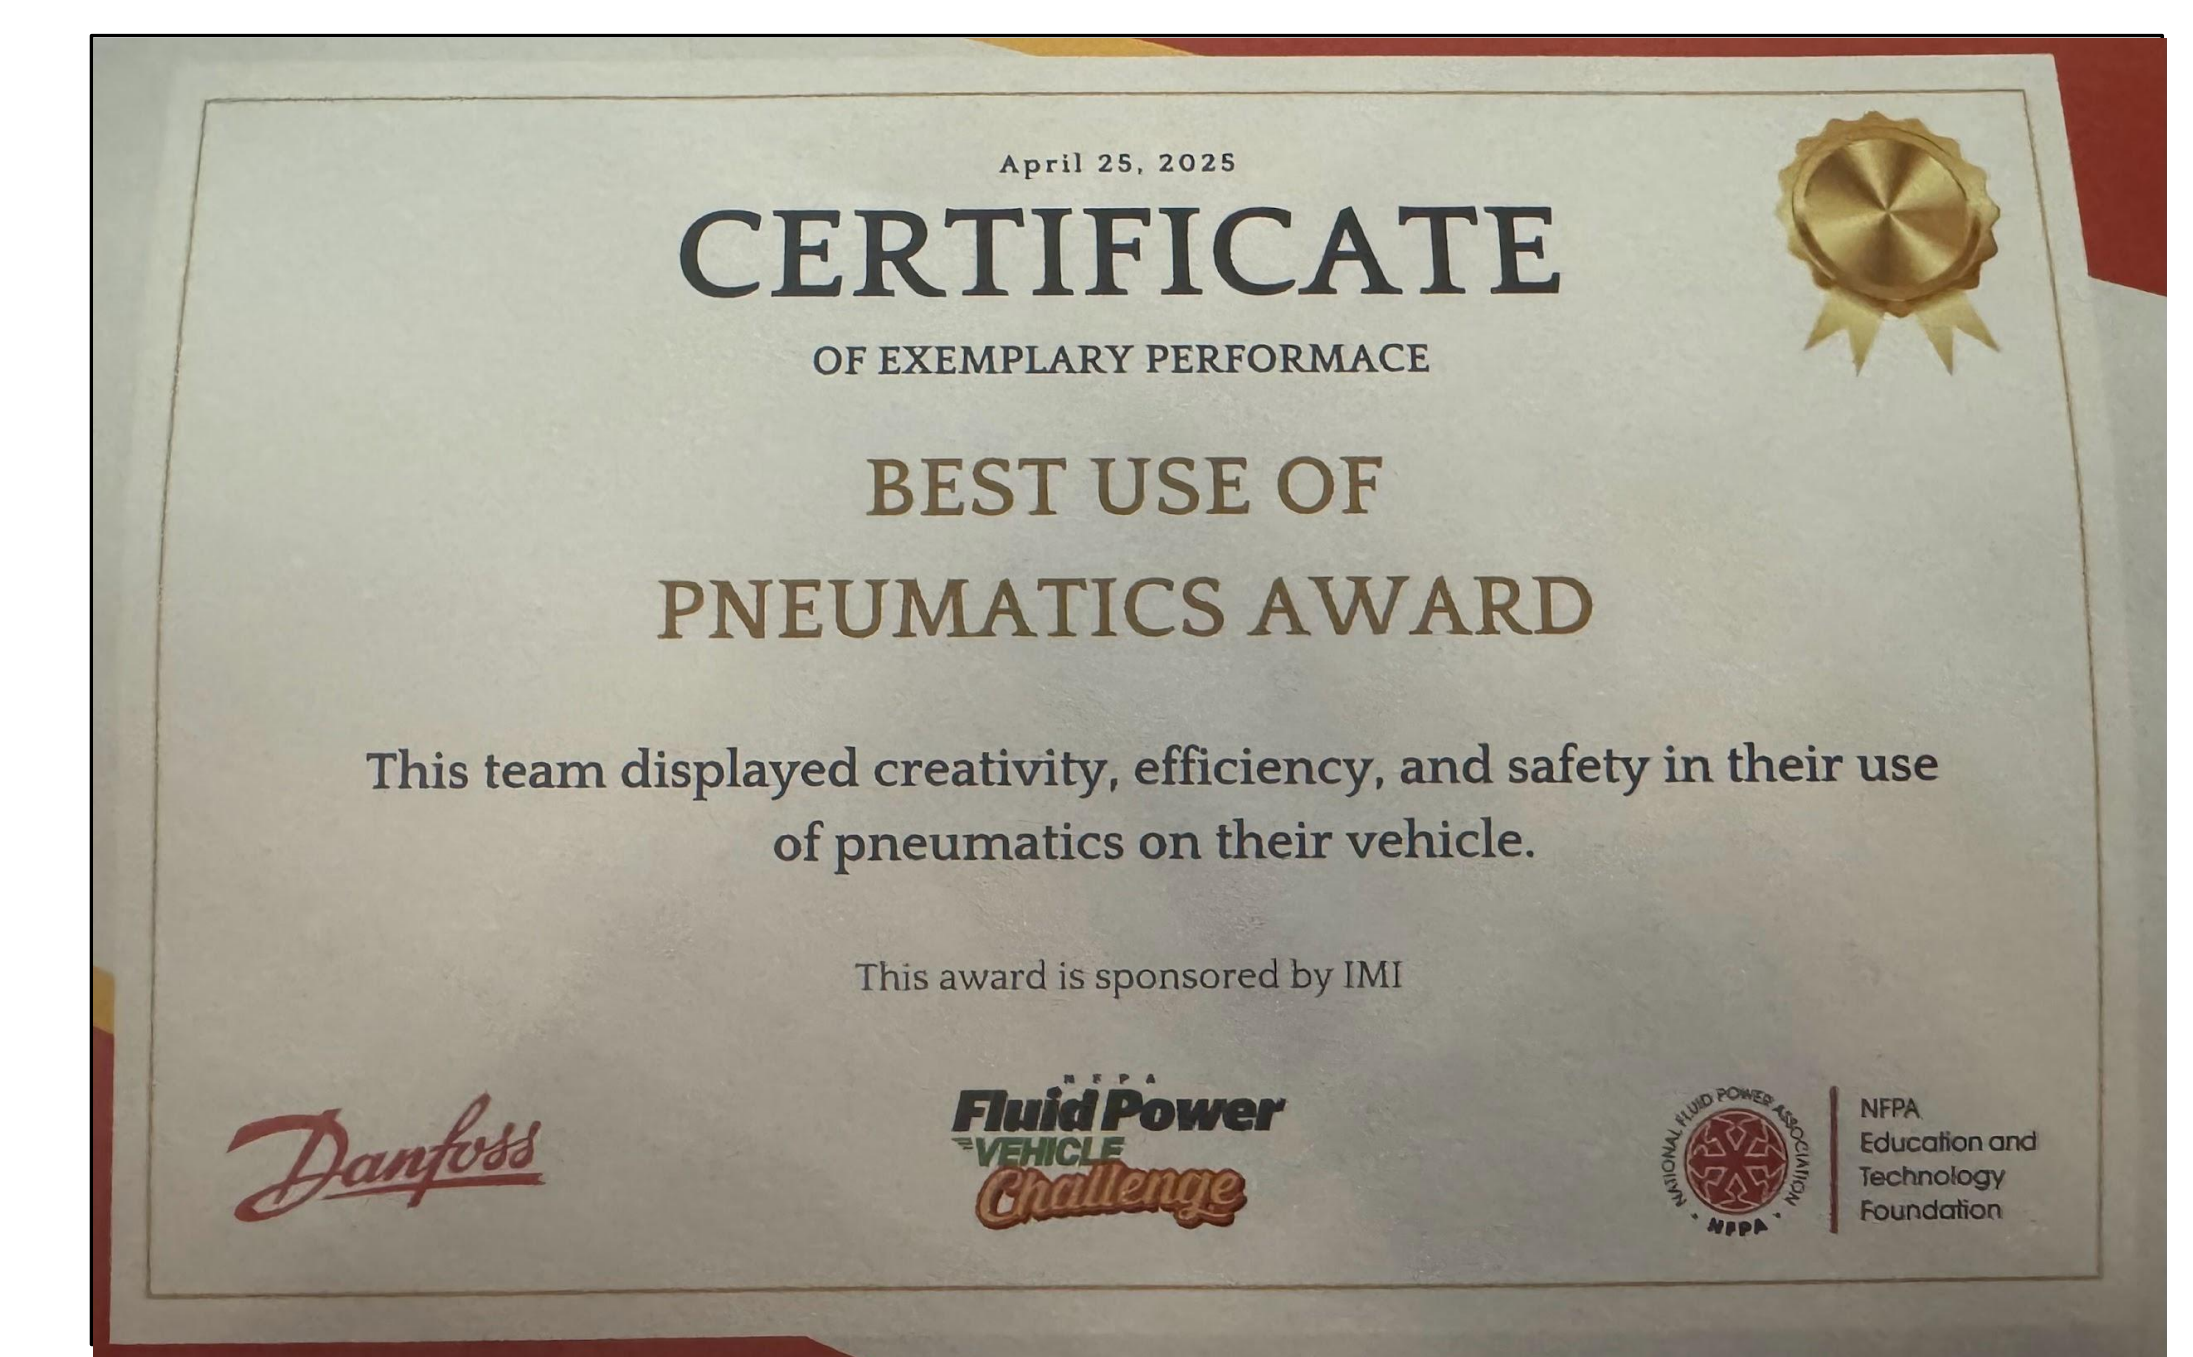 April 25, 2025
CERTIFICATE
OF EXEMPLARY PERFORMACE
BEST USE OF
PNEUMATICS AWARD
This team displayed creativity, efficiency, and safety in their use
of pneumatics on their vehicle.
This award is sponsored by IMI
Danfoss
NFPA
Fluid Power
VEHICLE
Challenge
NATIONAL FLUID POWER ASSOCIATION
NFPA
NFPA
Education and
Technology
Foundation